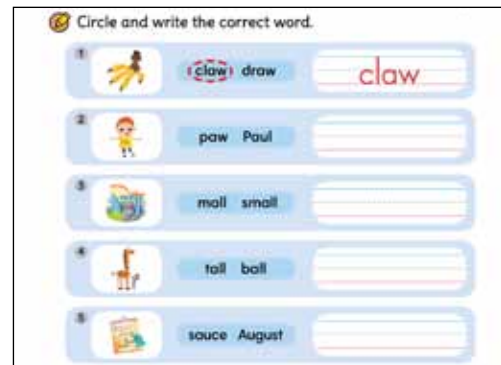 Circle and write the correct word.
1 claw draw claw
2 paw Paul
3 mall small
4 tall ball
5 sauce August